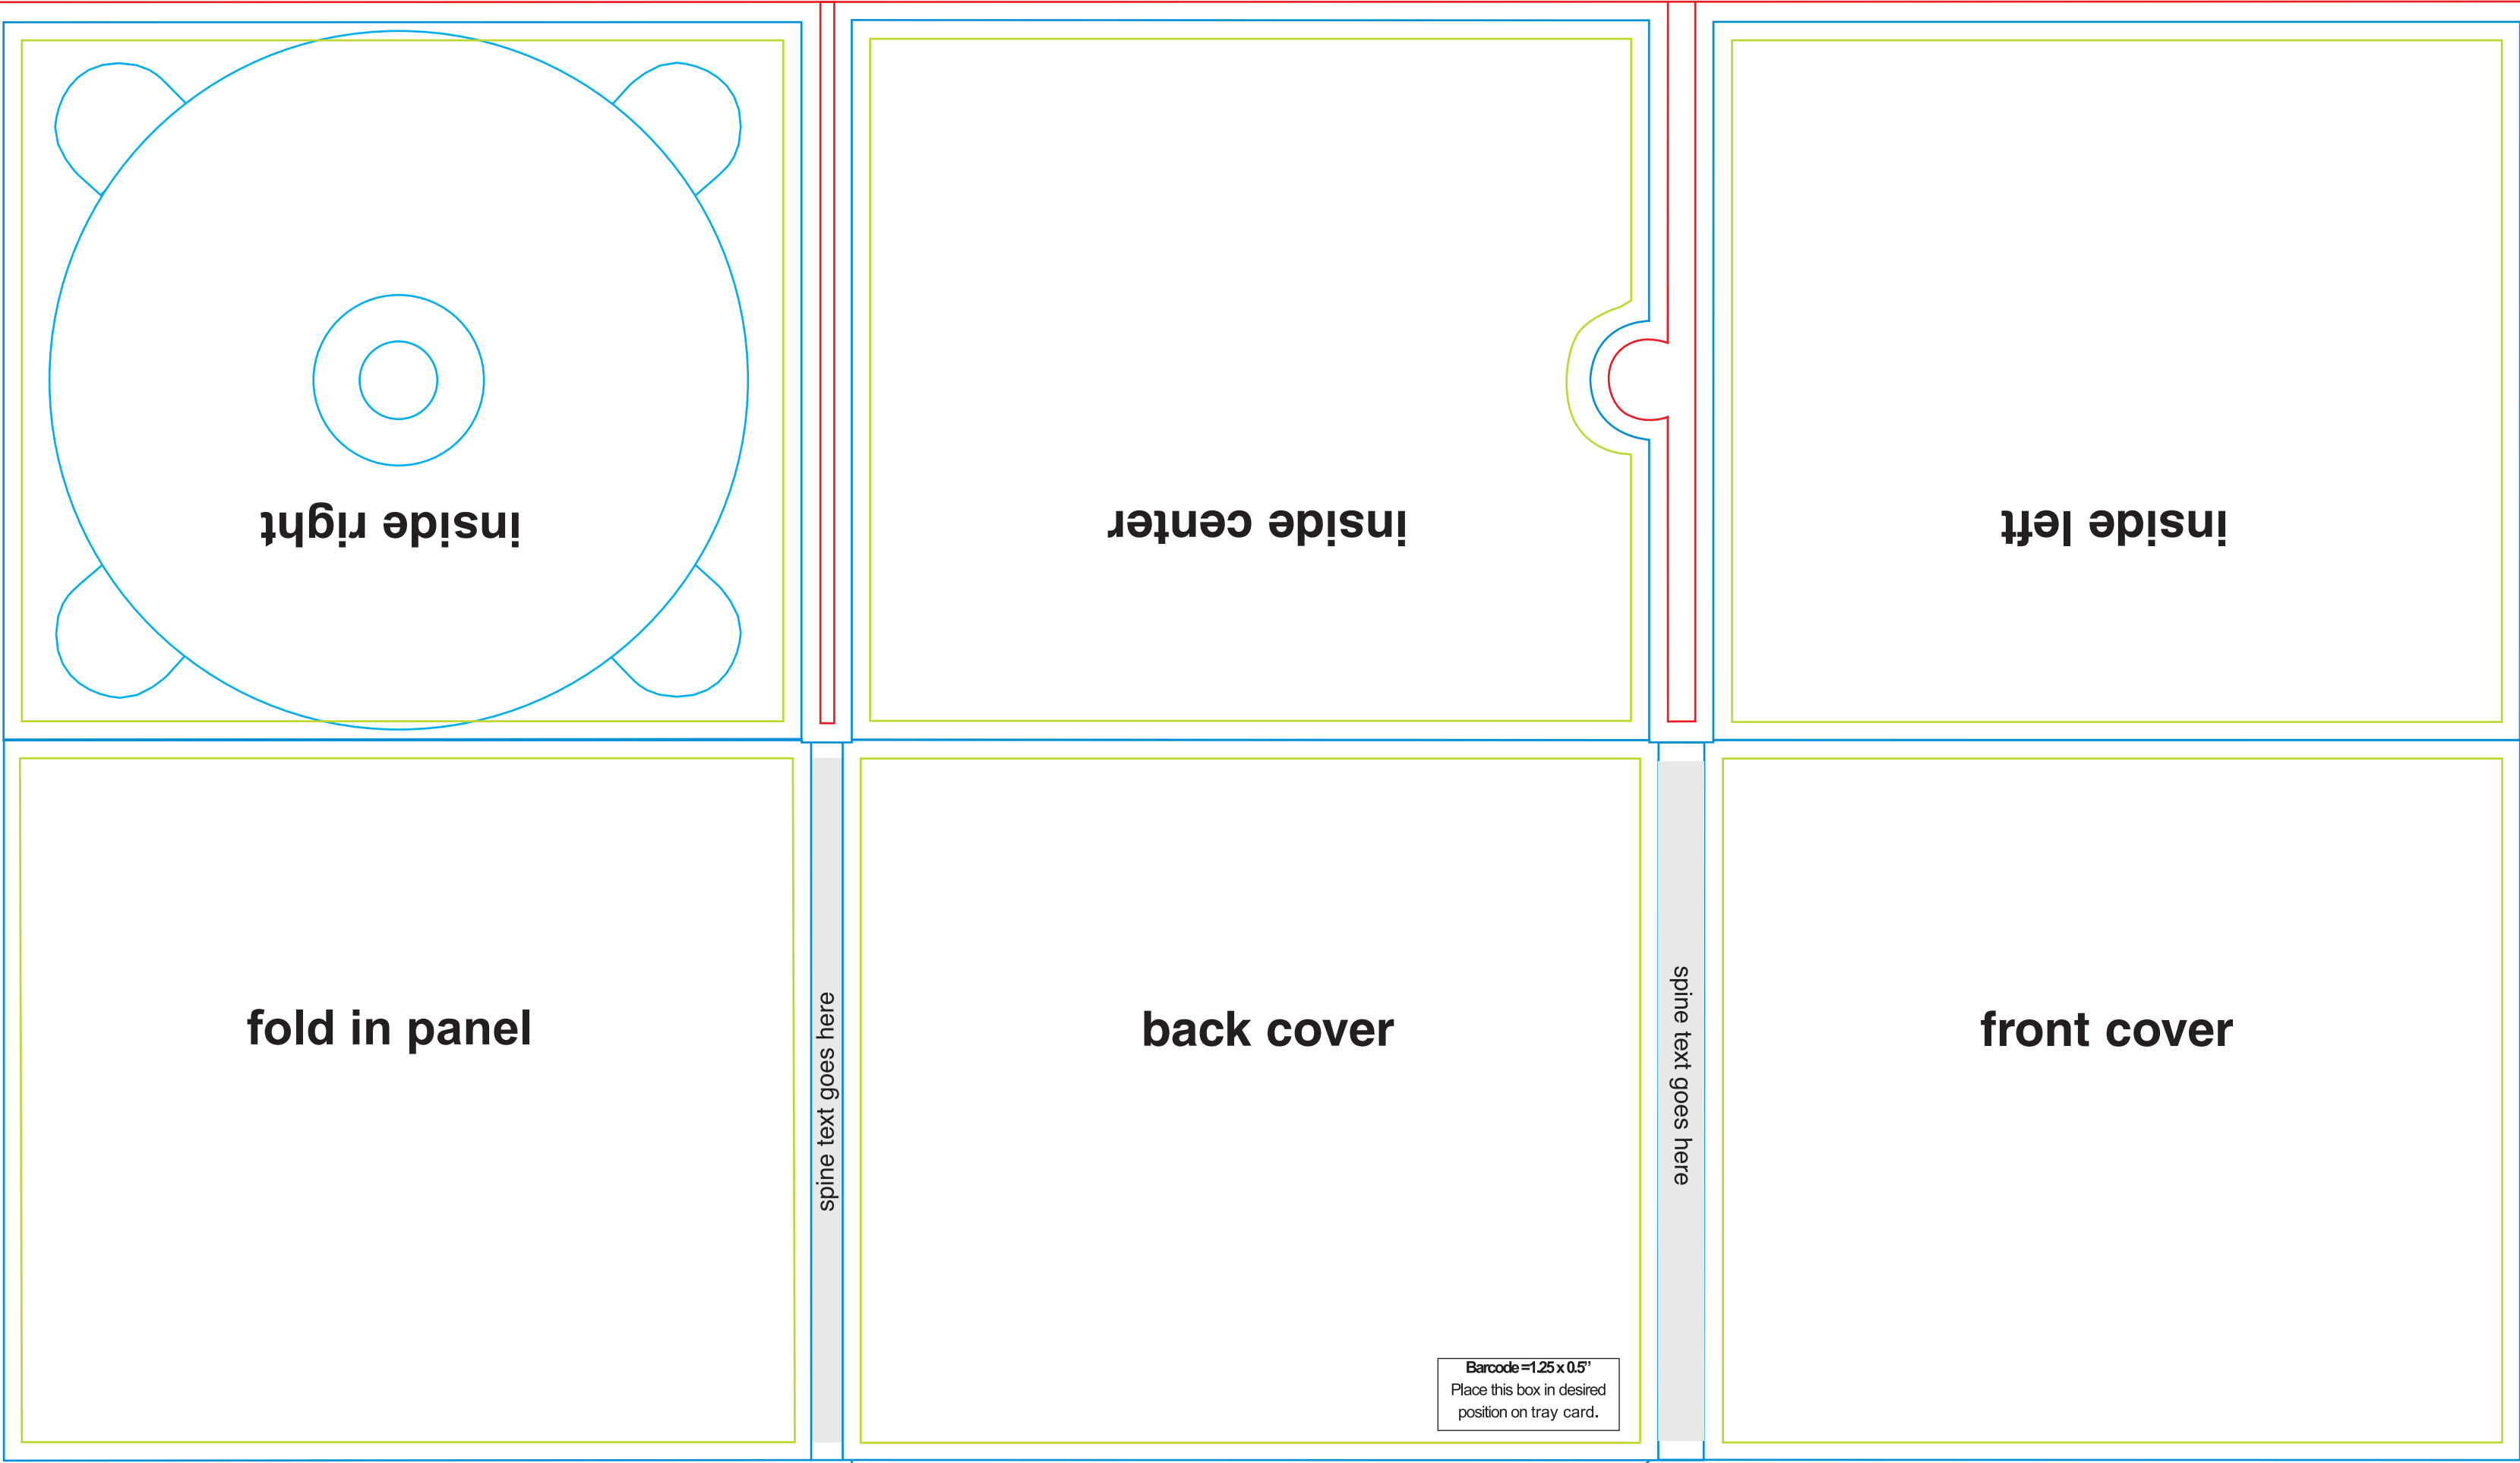 inside right
inside center
inside left
fold in panel
spine text goes here
back cover
spine text goes here
front cover
Barcode =1.25 x 0.5”
Place this box in desired
position on tray card.